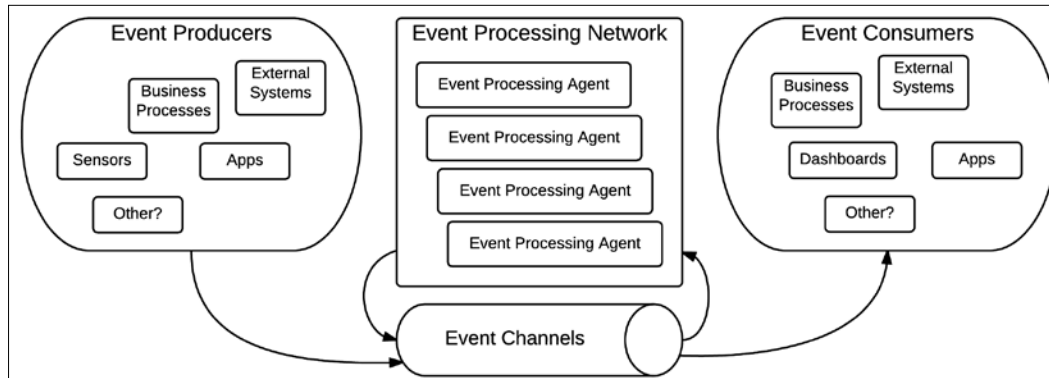 Event Producers
External
Systems
Business
Processes
Sensors
Apps
Other?
Event Processing Network
Event Processing Agent
Event Processing Agent
Event Processing Agent
Event Processing Agent
Event Consumers
External
Systems
Business
Processes
Dashboards
Apps
Other?
Event Channels